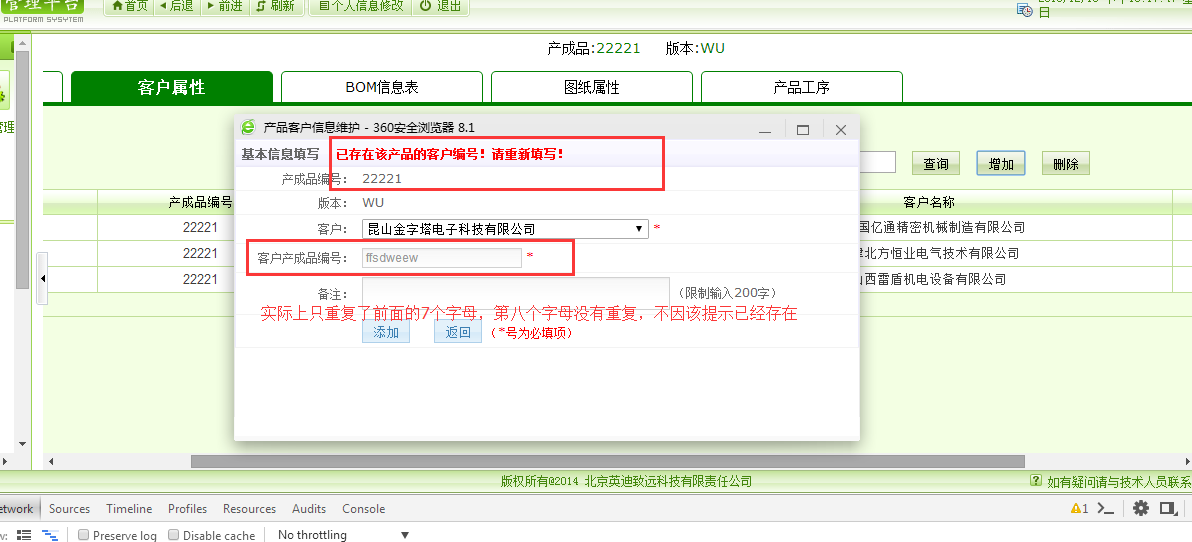 管理平台
PLATFORM SYSYTEM
首页 后退 前进 刷新 个人信息修改 退出
日
产成品:22221 版本:WU
客户属性 BOM信息表 图纸属性 产品工序
管理
产品客户信息维护 - 360安全浏览器 8.1
基本信息填写 已存在该产品的客户编号！请重新填写！
查询 增加 删除
产成品编号： 22221
产成品编号 客户名称
版本： WU
22221 国亿通精密机械制造有限公司
客户： 昆山金字塔电子科技有限公司 *
22221 北方恒业电气技术有限公司
客户产成品编号： ffsdweew *
22221 西雷盾机电设备有限公司
备注： （限制输入200字）
实际上只重复了前面的7个字母，第八个字母没有重复，不因该提示已经存在
添加 返回 （*号为必填项）
版权所有@2014 北京英迪致远科技有限责任公司 如有疑问请与技术人员联系
etwork Sources Timeline Profiles Resources Audits Console 1
Preserve log Disable cache No throttling